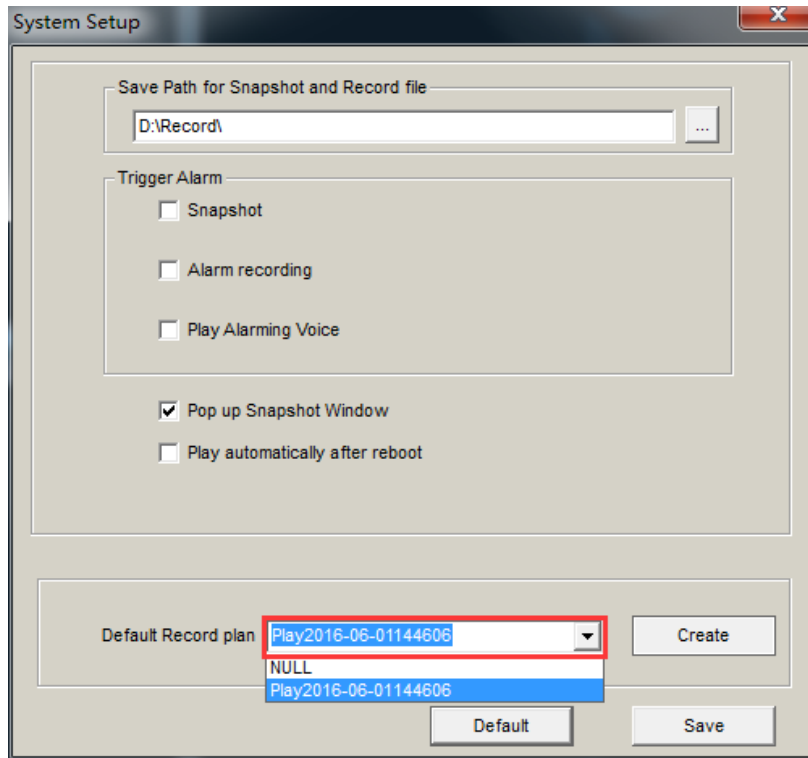 System Setup
Save Path for Snapshot and Record file
D:\Record\
...
Trigger Alarm
Snapshot
Alarm recording
Play Alarming Voice
Pop up Snapshot Window
Play automatically after reboot
Default Record plan Play2016-06-01144606 Create
NULL
Play2016-06-01144606
Default Save